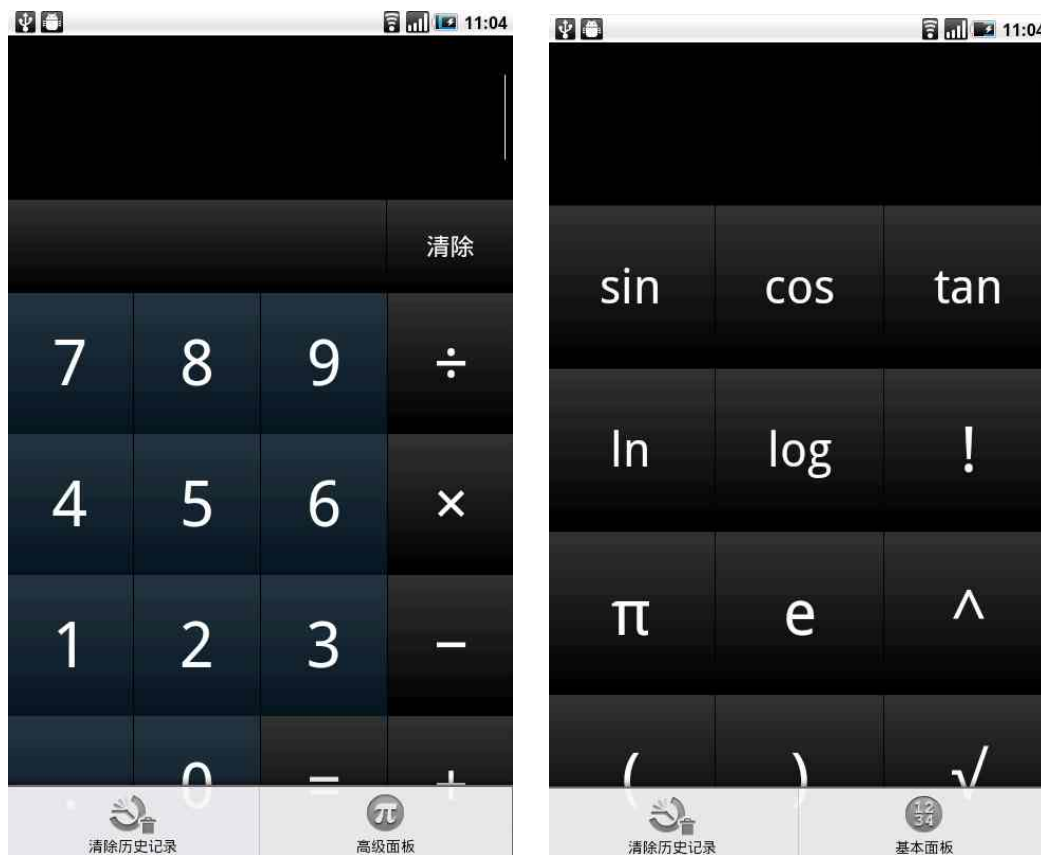 11:04
清除
7 8 9 ÷
4 5 6 ×
1 2 3 −
. 0 = +
清除历史记录 高级面板
11:04
sin cos tan
ln log !
π e ^
( ) √
清除历史记录 基本面板